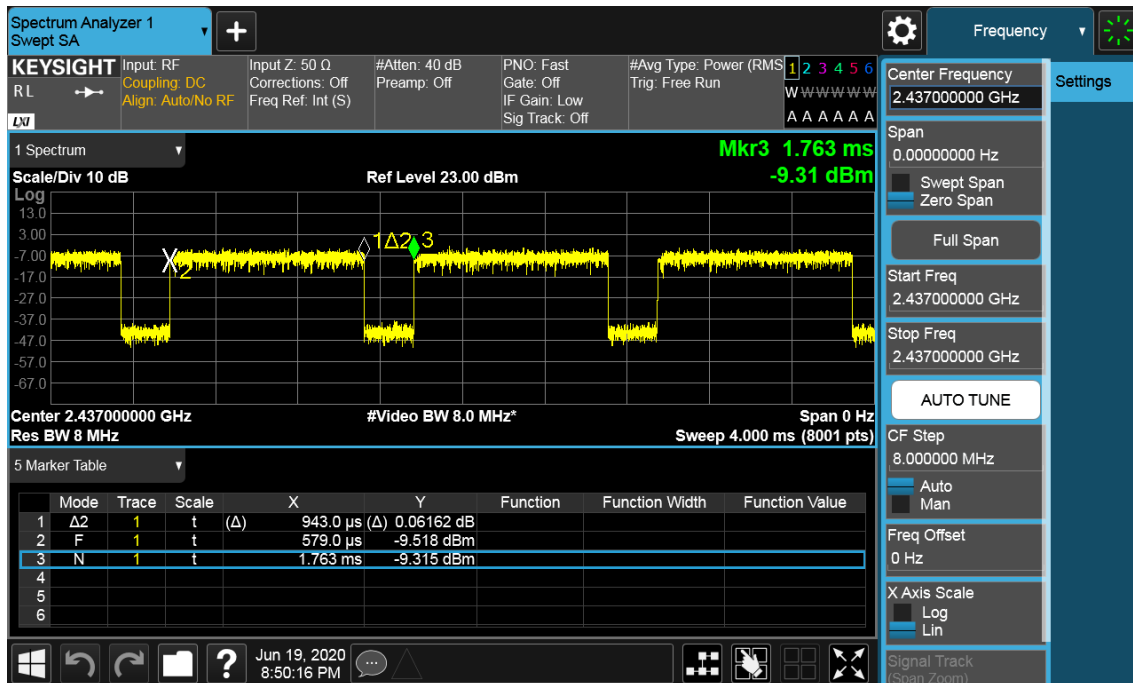 Spectrum Analyzer 1
Swept SA
Frequency
KEYSIGHT
RL
LXI
Input: RF
Coupling: DC
Align: Auto/No RF
Input Z: 50 Ω
Corrections: Off
Freq Ref: Int (S)
#Atten: 40 dB
Preamp: Off
PNO: Fast
Gate: Off
IF Gain: Low
Sig Track: Off
#Avg Type: Power (RMS
Trig: Free Run
1 2 3 4 5 6
W W W W W W
A A A A A A
1 Spectrum
Mkr3 1.763 ms
Scale/Div 10 dB
Ref Level 23.00 dBm
-9.31 dBm
Log
13.0
3.00
-7.00
-17.0
-27.0
-37.0
-47.0
-57.0
-67.0
2
1Δ2
3
Center 2.437000000 GHz
#Video BW 8.0 MHz*
Span 0 Hz
Res BW 8 MHz
Sweep 4.000 ms (8001 pts)
5 Marker Table
Mode Trace Scale X Y Function Function Width Function Value
1 Δ2 1 t (Δ) 943.0 µs (Δ) 0.06162 dB
2 F 1 t 579.0 µs -9.518 dBm
3 N 1 t 1.763 ms -9.315 dBm
4
5
6
?
Jun 19, 2020
8:50:16 PM
Center Frequency
2.437000000 GHz
Span
0.00000000 Hz
Swept Span
Zero Span
Full Span
Start Freq
2.437000000 GHz
Stop Freq
2.437000000 GHz
AUTO TUNE
CF Step
8.000000 MHz
Auto
Man
Freq Offset
0 Hz
X Axis Scale
Log
Lin
Signal Track
(Span Zoom)
Settings